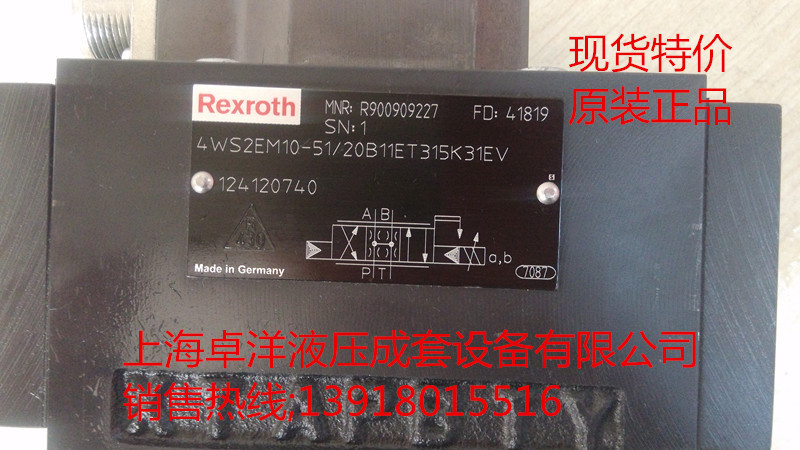 现货特价
原装正品
Rexroth
MNR: R900909227 FD: 41819
SN: 1
4WS2EM10-51/20B11ET315K31EV
124120740
A B
a,b
P T
Made in Germany
7087
上海卓洋液压成套设备有限公司
销售热线;13918015516